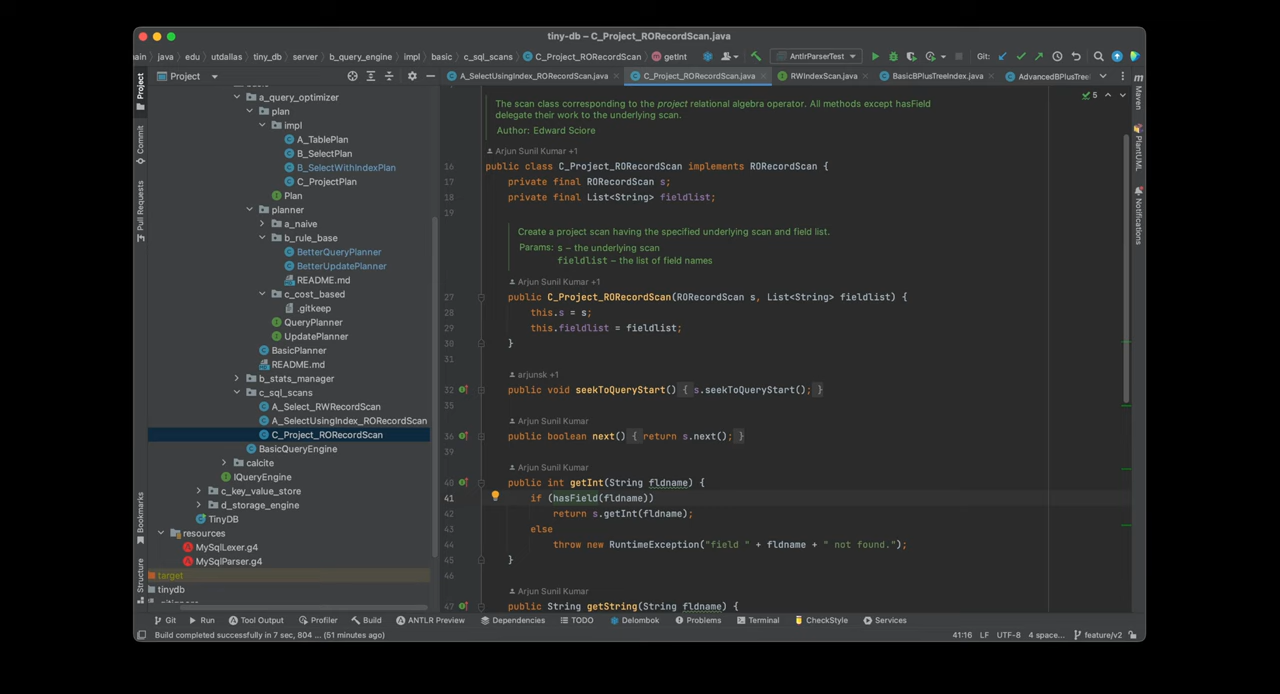 tiny-db – C_Project_RORecordScan.java
main java edu utdallas tiny_db server b_query_engine impl basic c_sql_scans C_Project_RORecordScan getInt AntlrParserTest Git:
Project
A_SelectUsingIndex_RORecordScan.java C_Project_RORecordScan.java RWIndexScan.java BasicBPlusTreeIndex.java AdvancedBPlusTree
Project
Commit
Pull Requests
Bookmarks
Structure
a_query_optimizer
plan
impl
A_TablePlan
B_SelectPlan
B_SelectWithIndexPlan
C_ProjectPlan
Plan
planner
a_naive
b_rule_base
BetterQueryPlanner
BetterUpdatePlanner
README.md
c_cost_based
.gitkeep
QueryPlanner
UpdatePlanner
BasicPlanner
README.md
b_stats_manager
c_sql_scans
A_Select_RWRecordScan
A_SelectUsingIndex_RORecordScan
C_Project_RORecordScan
BasicQueryEngine
calcite
IQueryEngine
c_key_value_store
d_storage_engine
TinyDB
resources
MySqlLexer.g4
MySqlParser.g4
target
tinydb
The scan class corresponding to the project relational algebra operator. All methods except hasField
delegate their work to the underlying scan.
Author: Edward Sciore
5
Arjun Sunil Kumar +1
16 public class C_Project_RORecordScan implements RORecordScan {
17 private final RORecordScan s;
18 private final List<String> fieldlist;
19
Create a project scan having the specified underlying scan and field list.
Params: s – the underlying scan
fieldlist – the list of field names
Arjun Sunil Kumar +1
27 public C_Project_RORecordScan(RORecordScan s, List<String> fieldlist) {
28 this.s = s;
29 this.fieldlist = fieldlist;
30 }
31
arjunsk +1
32 public void seekToQueryStart() { s.seekToQueryStart(); }
35
Arjun Sunil Kumar
36 public boolean next() { return s.next(); }
39
Arjun Sunil Kumar
40 public int getInt(String fldname) {
41 if (hasField(fldname))
42 return s.getInt(fldname);
43 else
44 throw new RuntimeException("field " + fldname + " not found.");
45 }
46
Arjun Sunil Kumar
47 public String getString(String fldname) {
Maven
PlantUML
Notifications
Git Run Tool Output Profiler Build ANTLR Preview Dependencies TODO Delombok Problems Terminal CheckStyle Services
Build completed successfully in 7 sec, 804 ... (51 minutes ago) 41:16 LF UTF-8 4 space... feature/v2